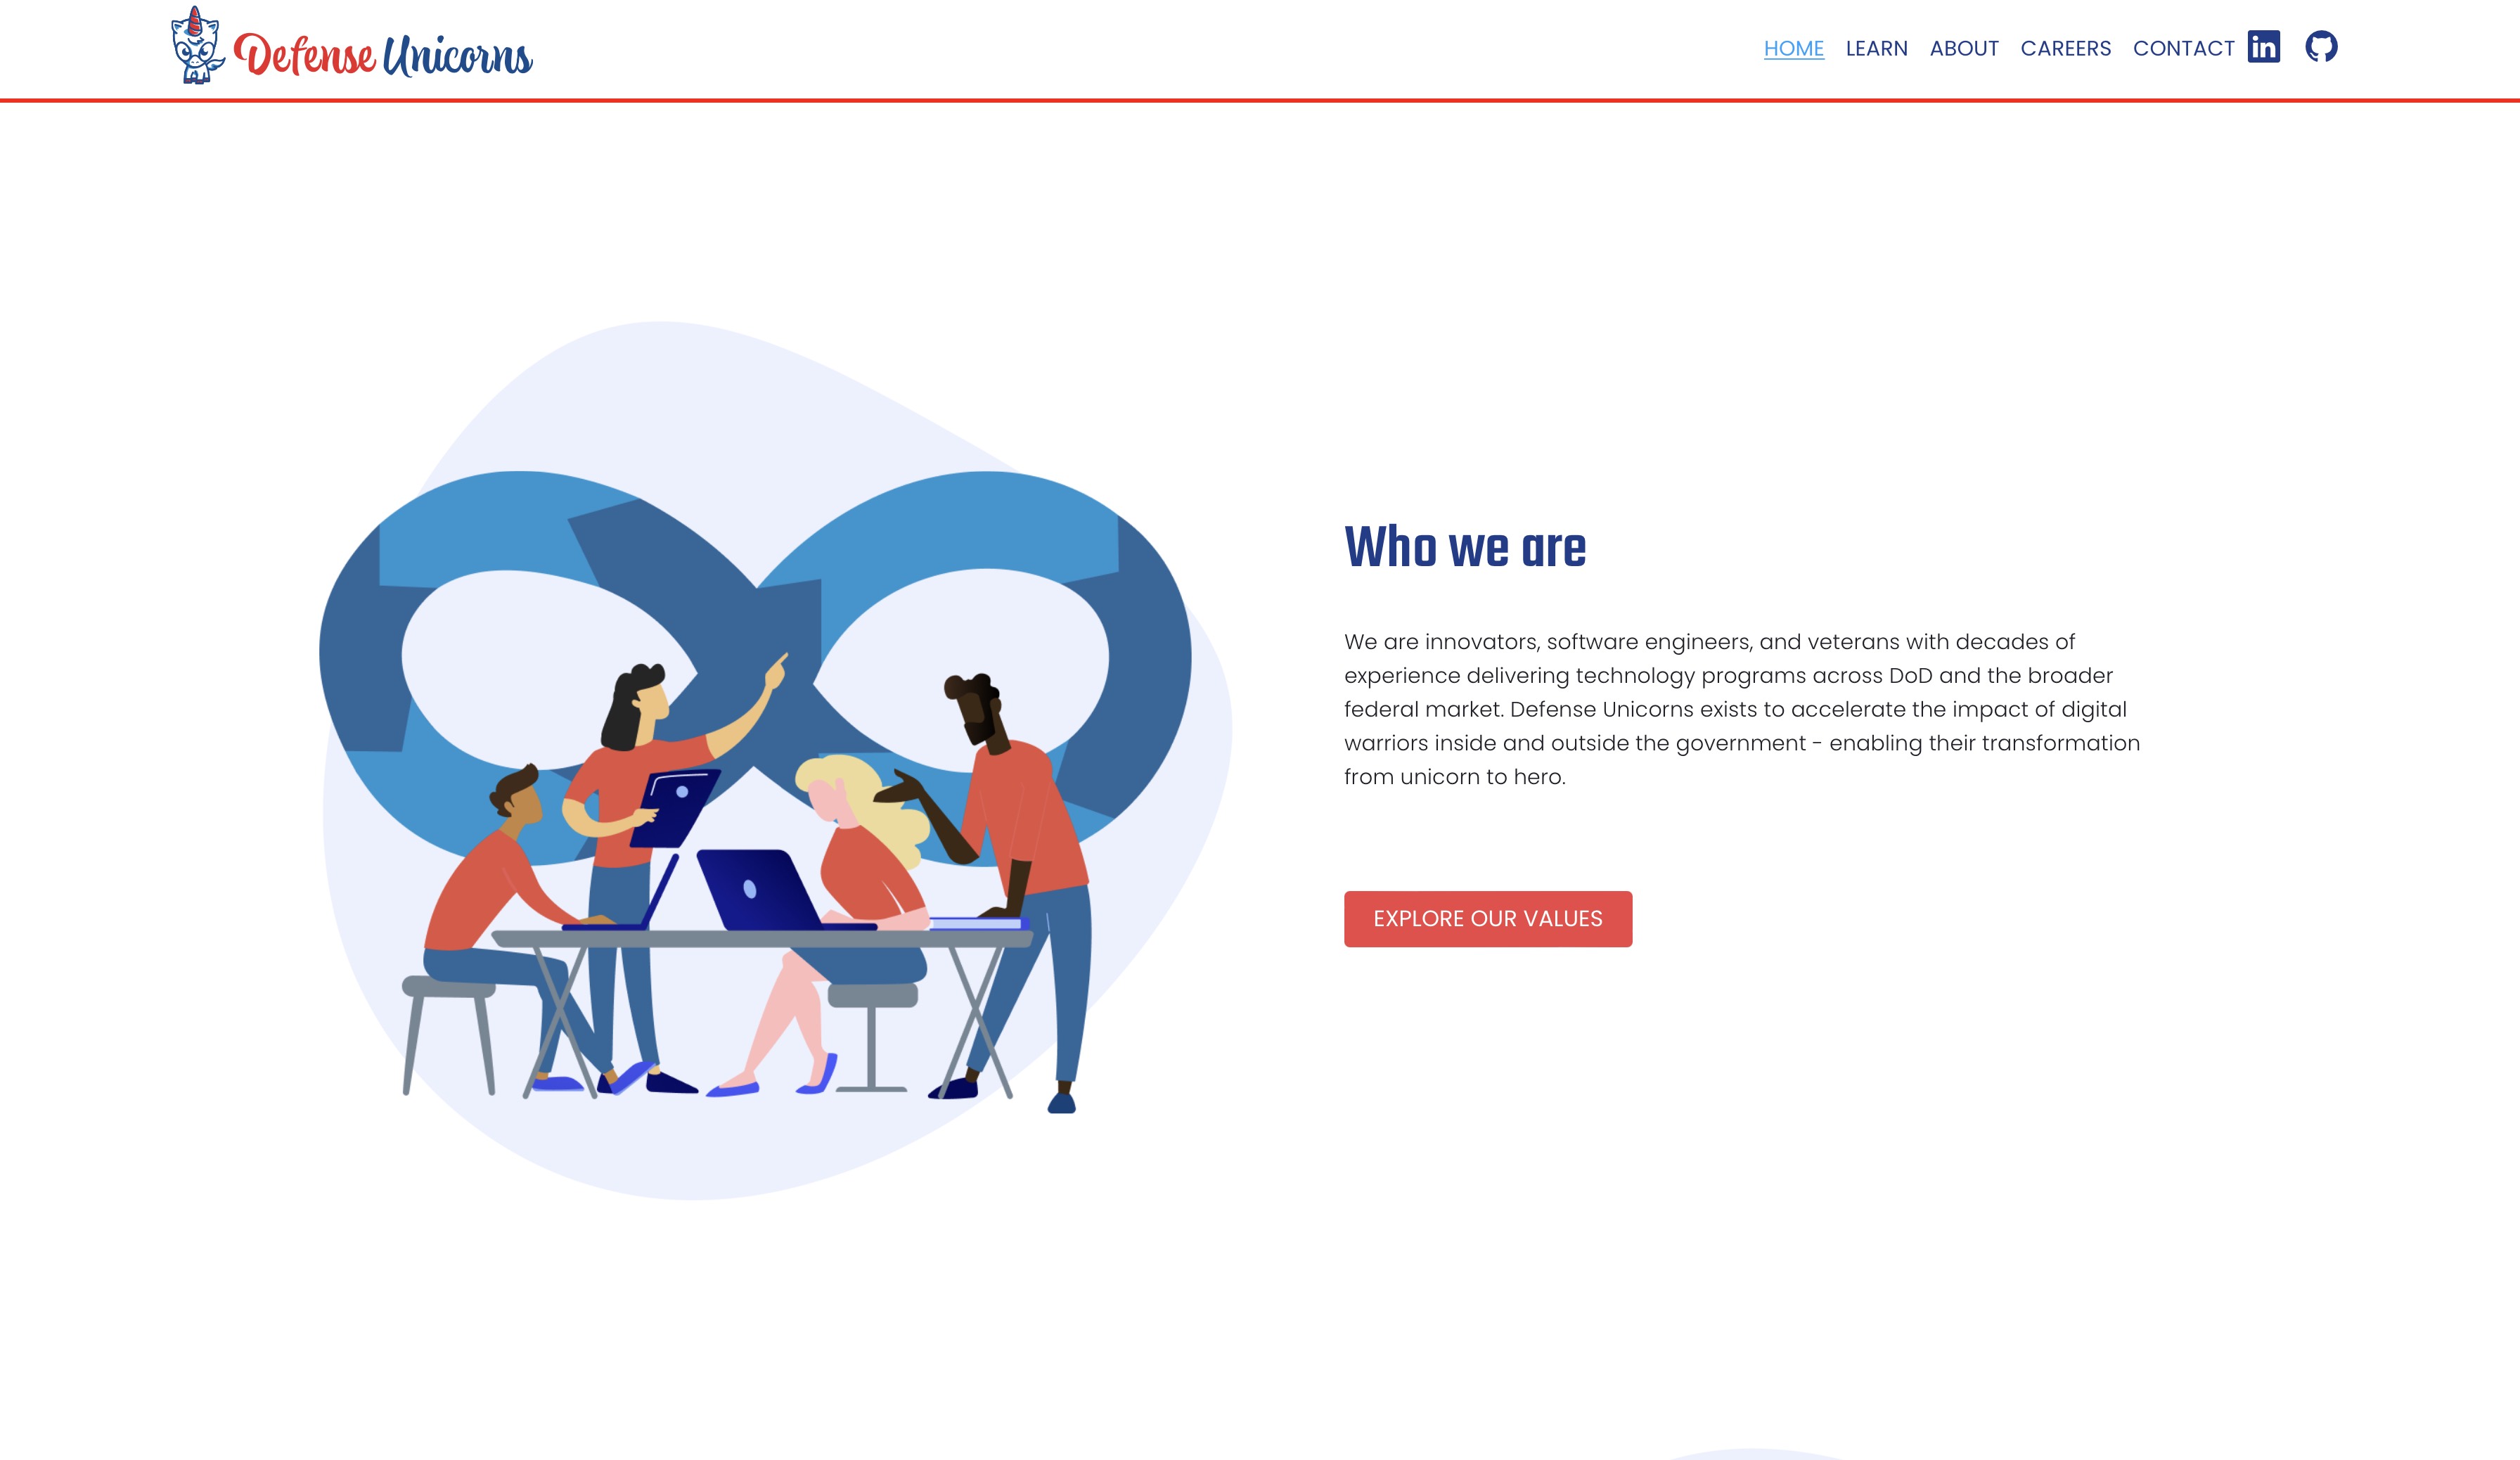 Defense Unicorns
HOME LEARN ABOUT CAREERS CONTACT in
Who we are
We are innovators, software engineers, and veterans with decades of
experience delivering technology programs across DoD and the broader
federal market. Defense Unicorns exists to accelerate the impact of digital
warriors inside and outside the government - enabling their transformation
from unicorn to hero.
EXPLORE OUR VALUES